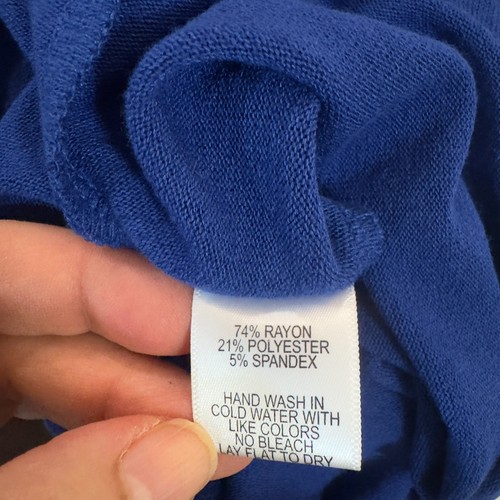 74% RAYON
21% POLYESTER
5% SPANDEX
HAND WASH IN
COLD WATER WITH
LIKE COLORS
NO BLEACH
LAY FLAT TO DRY